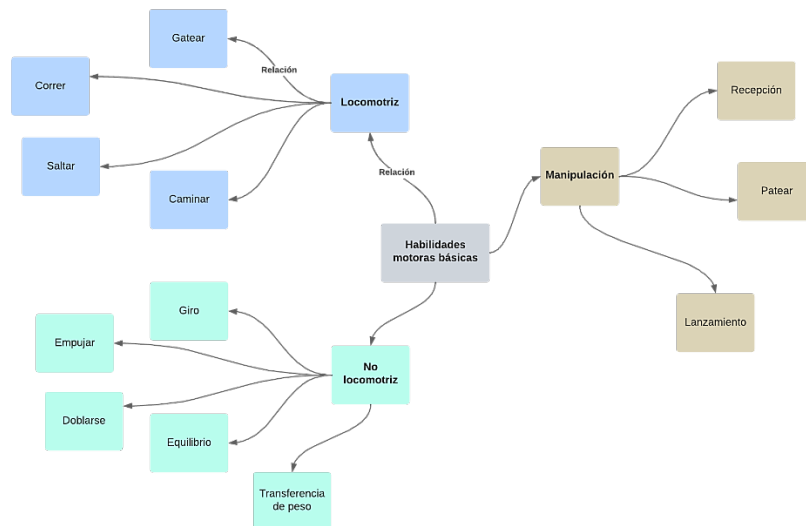 Gatear
Relación
Correr
Locomotriz
Saltar
Caminar
Relación
Recepción
Manipulación
Patear
Lanzamiento
Habilidades
motoras básicas
Giro
Empujar
No
locomotriz
Doblarse
Equilibrio
Transferencia
de peso